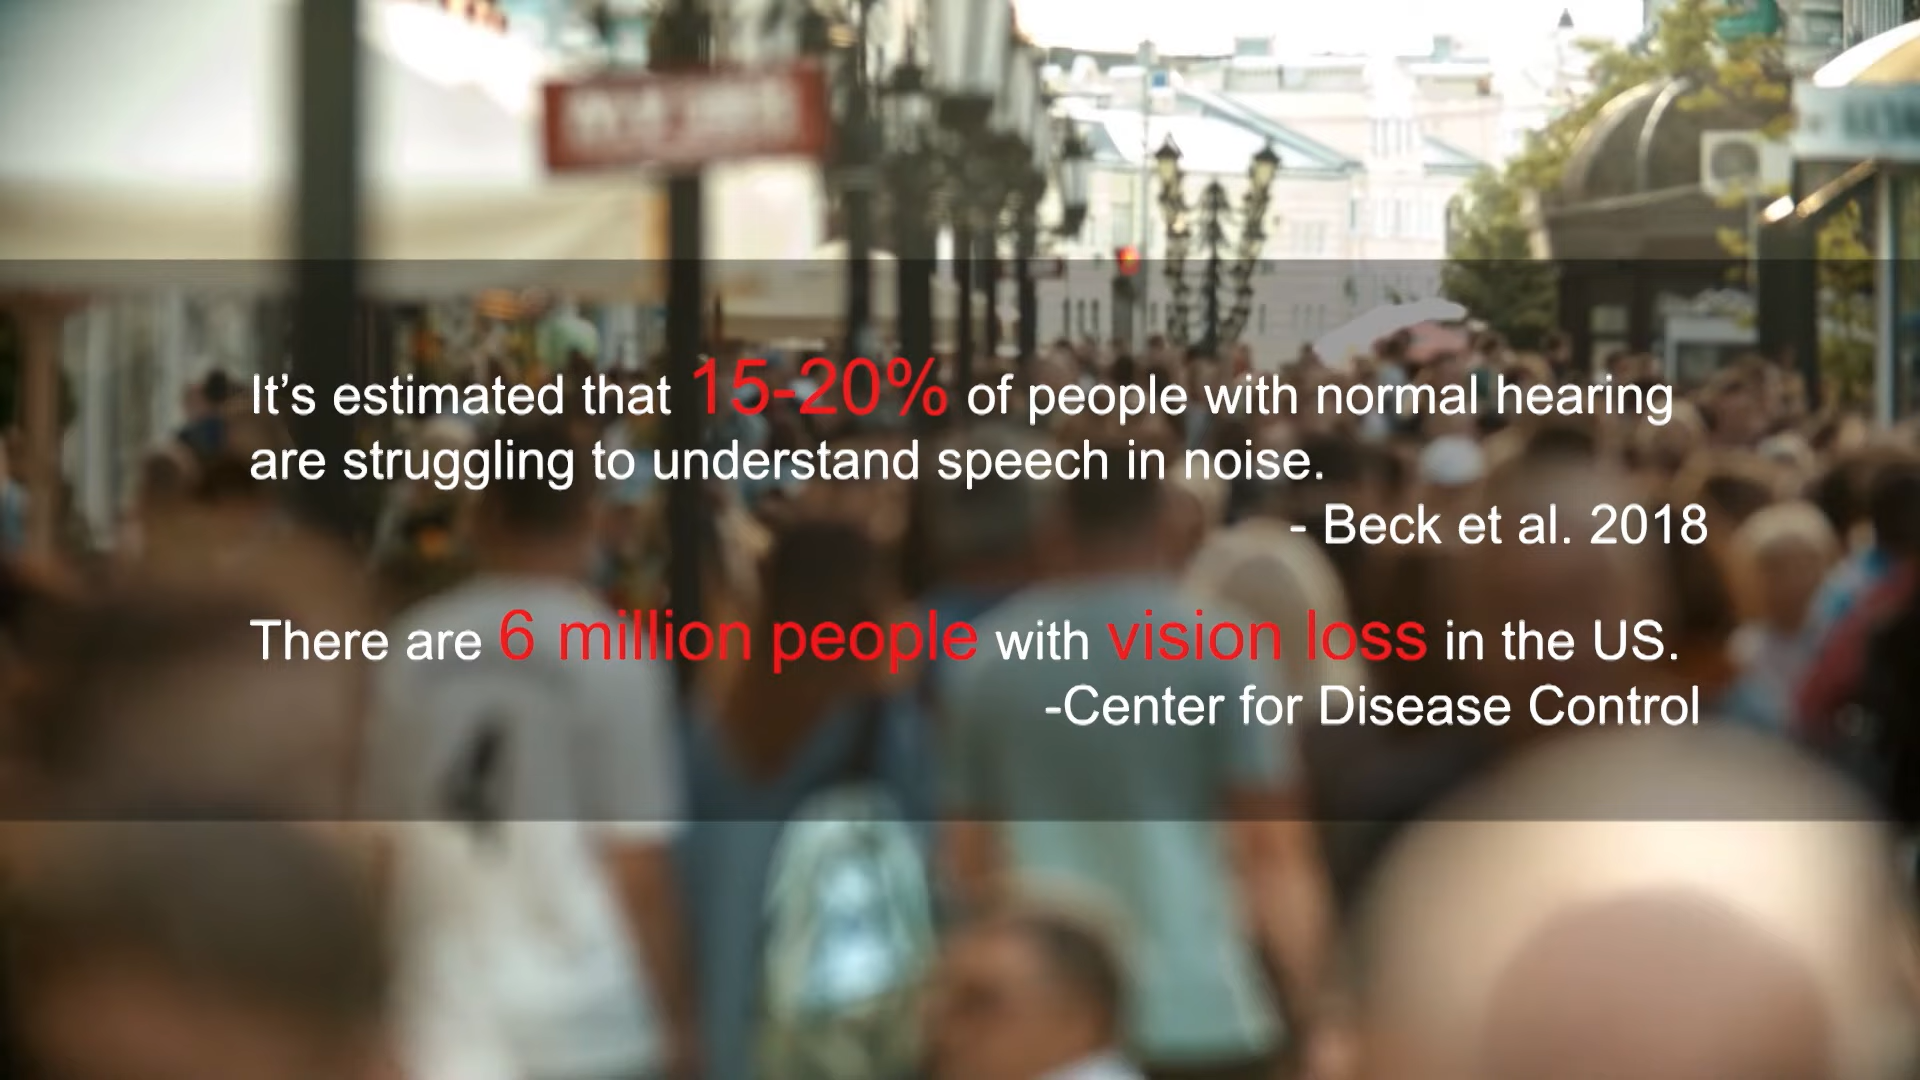 It’s estimated that 15-20% of people with normal hearing
are struggling to understand speech in noise.
- Beck et al. 2018
There are 6 million people with vision loss in the US.
-Center for Disease Control
4